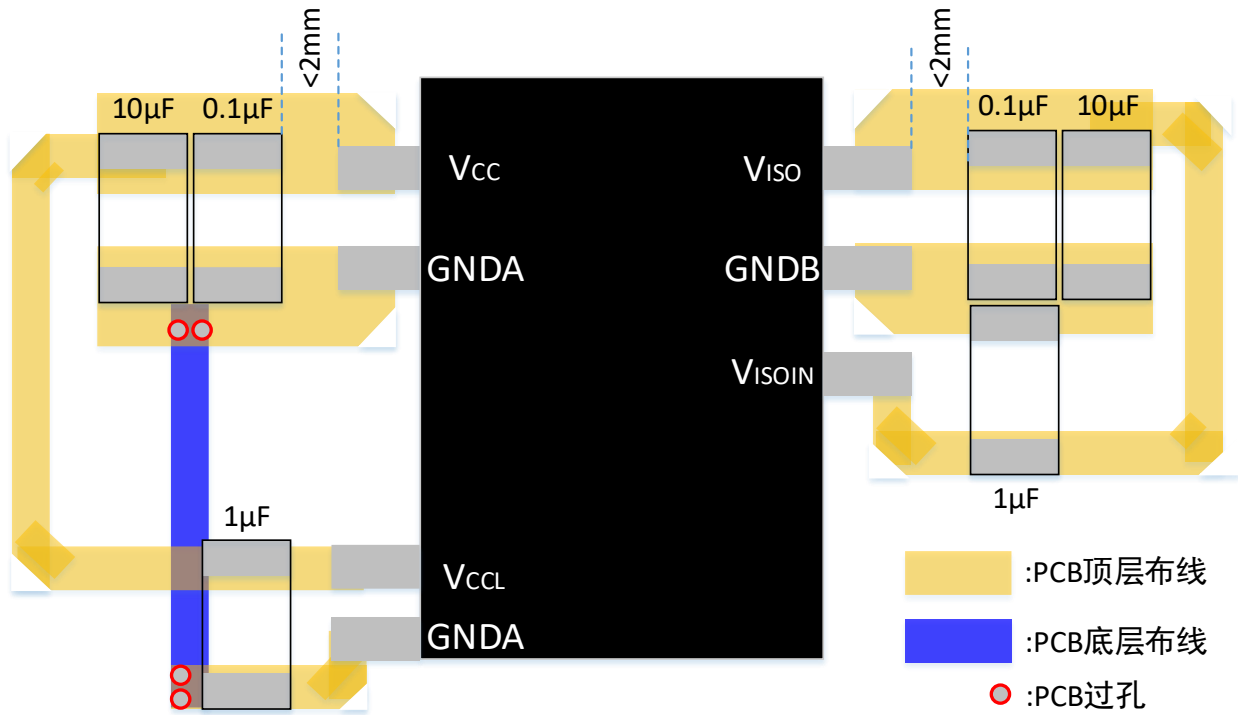 <2mm
<2mm
10µF
0.1µF
0.1µF
10µF
VCC
VISO
GNDA
GNDB
VISOIN
1µF
1µF
VCCL
GNDA
:PCB顶层布线
:PCB底层布线
:PCB过孔